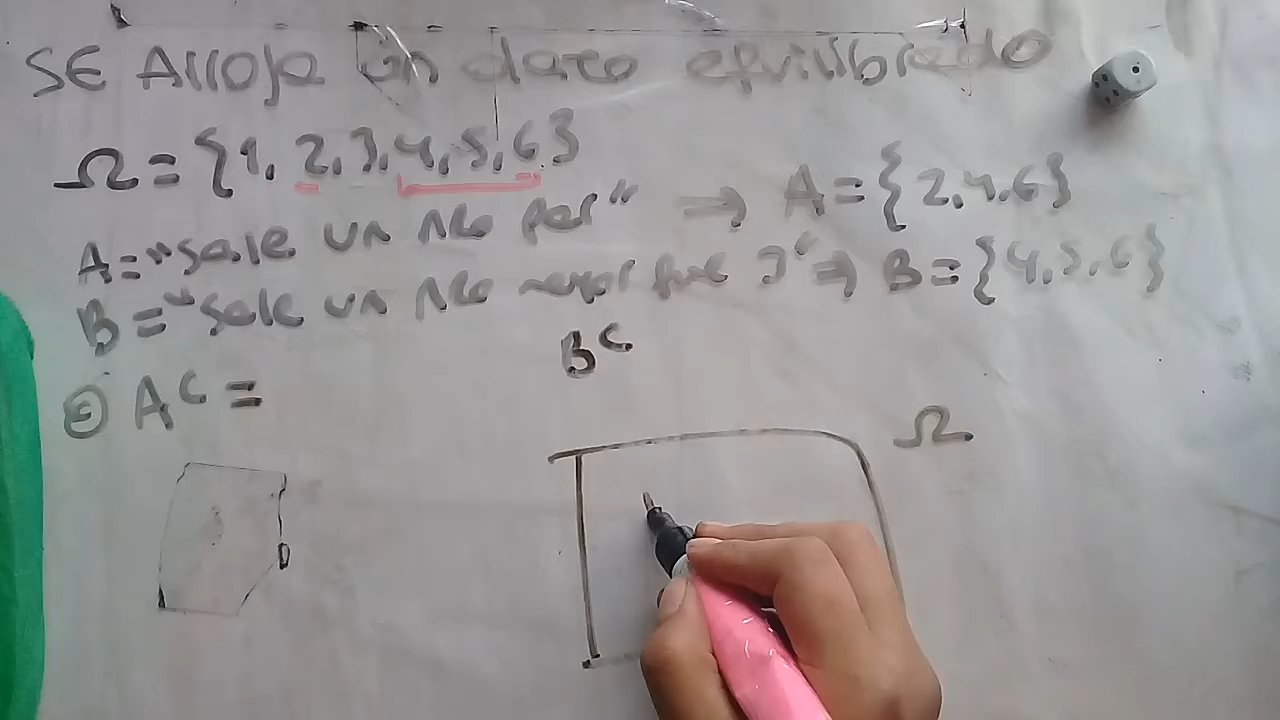 SE Arroja un dado equilibrado
Ω = {1, 2, 3, 4, 5, 6}
A = "sale un nro par" → A = {2, 4, 6}
B = "sale un nro mayor que 3" ⇒ B = {4, 5, 6}
Bᶜ
Aᶜ =
Ω